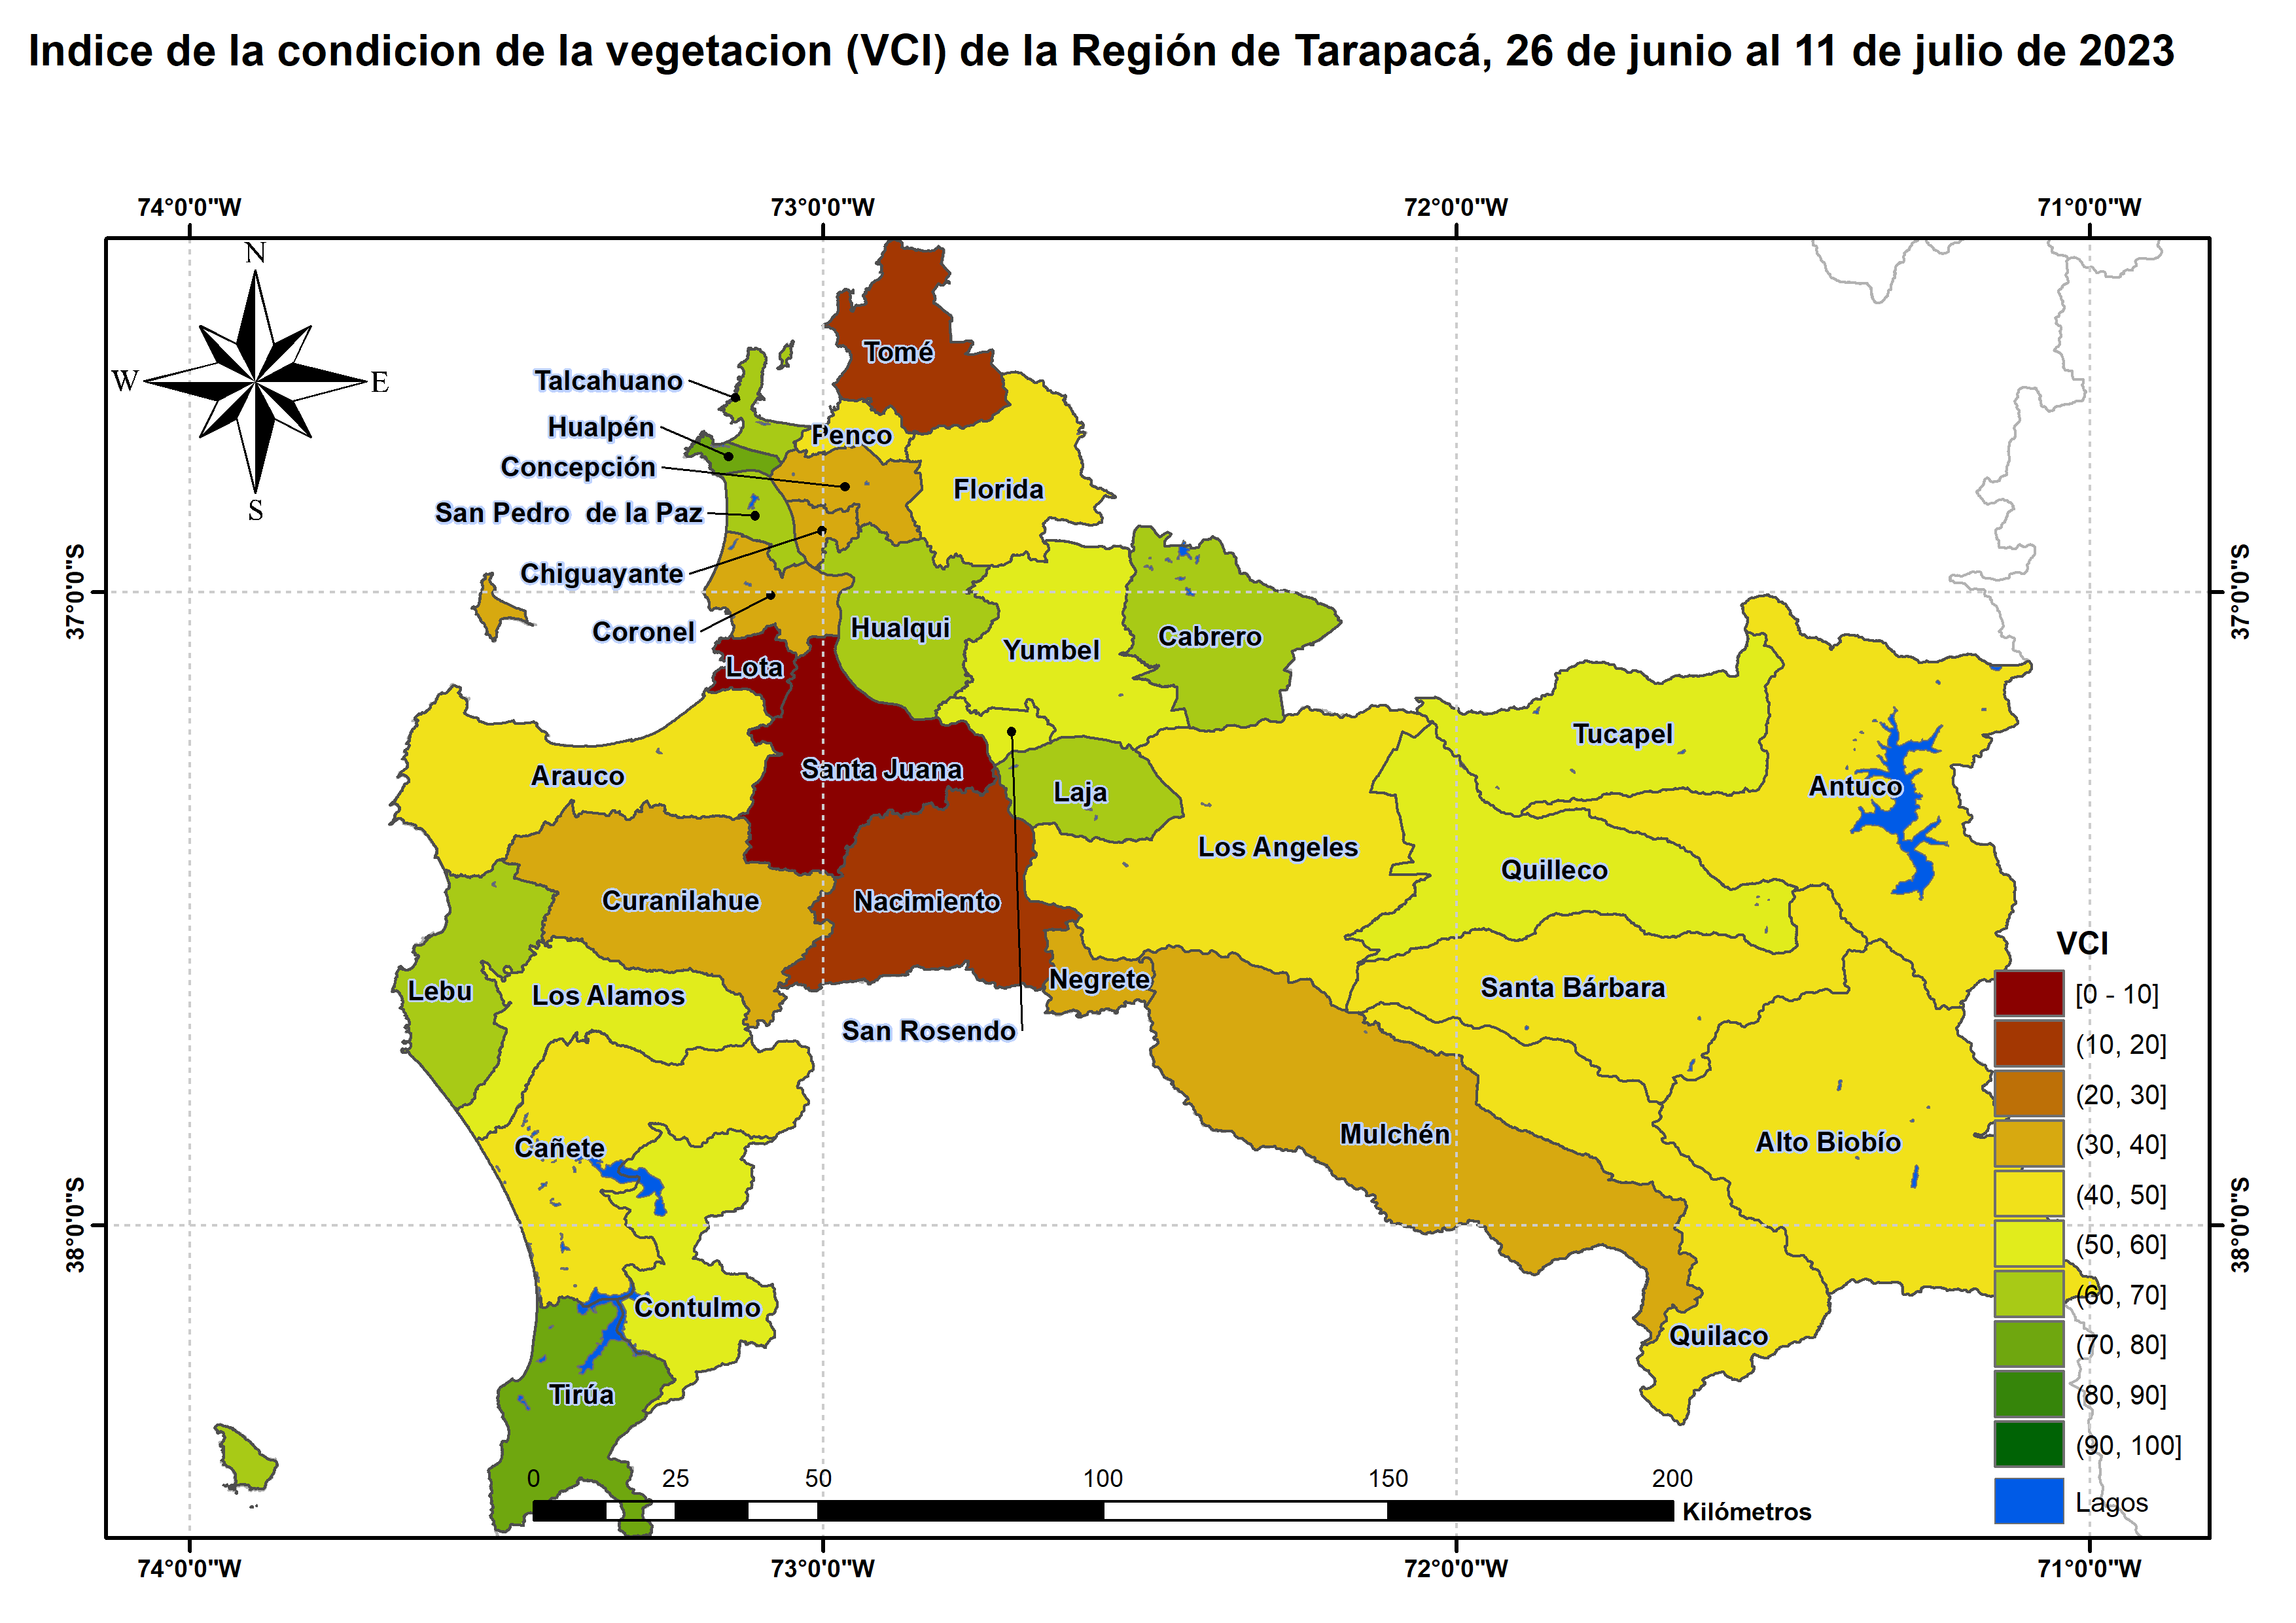 Indice de la condicion de la vegetacion (VCI) de la Región de Tarapacá, 26 de junio al 11 de julio de 2023
74°0'0"W
73°0'0"W
72°0'0"W
71°0'0"W
N
W
E
S
37°0'0"S
37°0'0"S
38°0'0"S
38°0'0"S
Tomé
Talcahuano
Hualpén
Penco
Concepción
Florida
San Pedro de la Paz
Chiguayante
Coronel
Hualqui
Yumbel
Cabrero
Lota
Tucapel
Santa Juana
Arauco
Laja
Antuco
Los Angeles
Quilleco
Curanilahue
Nacimiento
Negrete
Santa Bárbara
Lebu
Los Alamos
San Rosendo
Mulchén
Alto Biobío
Cañete
Contulmo
Quilaco
Tirúa
VCI
[0 - 10]
(10, 20]
(20, 30]
(30, 40]
(40, 50]
(50, 60]
(60, 70]
(70, 80]
(80, 90]
(90, 100]
Lagos
0 25 50 100 150 200
Kilómetros
74°0'0"W
73°0'0"W
72°0'0"W
71°0'0"W